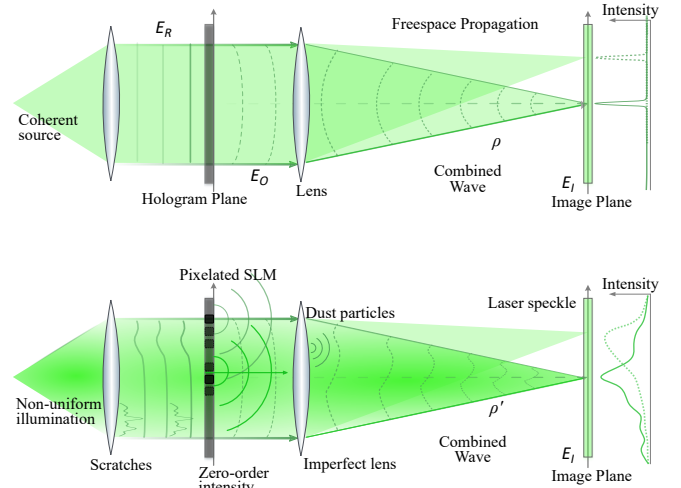 E_R
Freespace Propagation
Intensity
Coherent
source
E_O
ρ
Hologram Plane
Lens
Combined
Wave
E_I
Image Plane
Pixelated SLM
Intensity
Dust particles
Laser speckle
Non-uniform
illumination
ρ′
Scratches
Zero-order
intensity
Imperfect lens
Combined
Wave
E_I
Image Plane